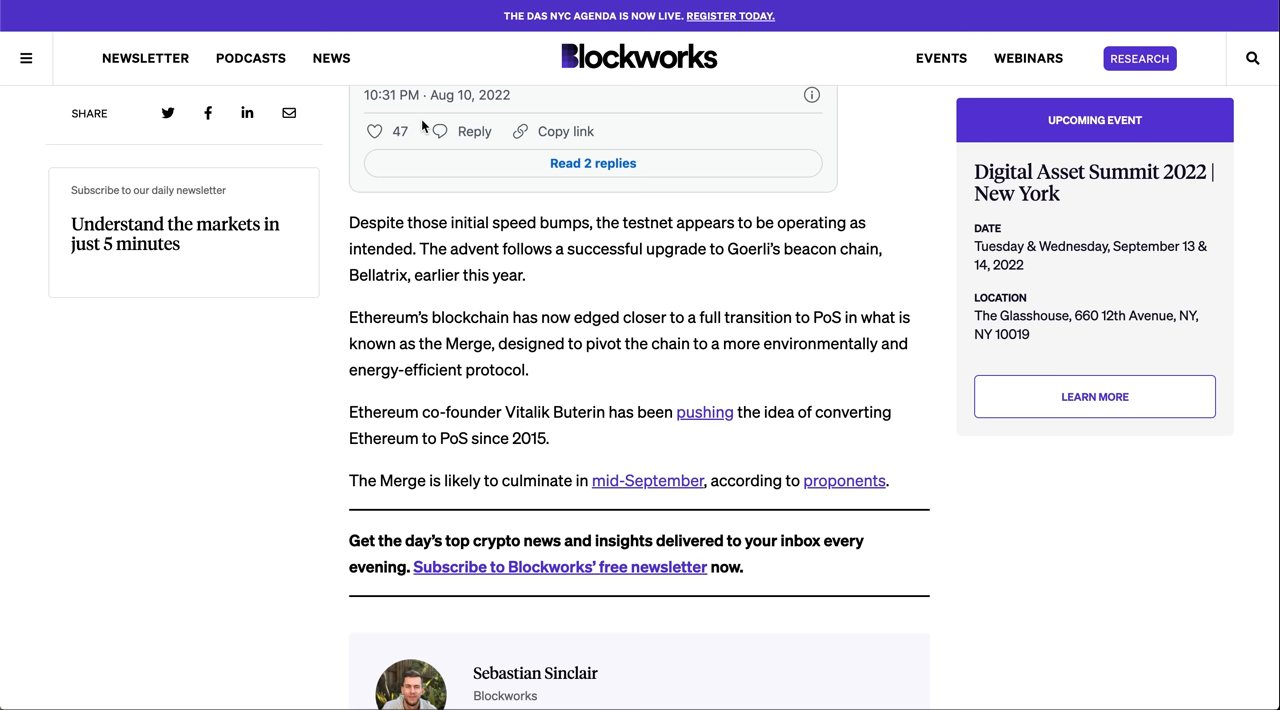 THE DAS NYC AGENDA IS NOW LIVE. REGISTER TODAY.
NEWSLETTER PODCASTS NEWS Blockworks EVENTS WEBINARS RESEARCH
SHARE
Subscribe to our daily newsletter
Understand the markets in
just 5 minutes
10:31 PM · Aug 10, 2022
47 Reply Copy link
Read 2 replies
Despite those initial speed bumps, the testnet appears to be operating as
intended. The advent follows a successful upgrade to Goerli’s beacon chain,
Bellatrix, earlier this year.
Ethereum’s blockchain has now edged closer to a full transition to PoS in what is
known as the Merge, designed to pivot the chain to a more environmentally and
energy-efficient protocol.
Ethereum co-founder Vitalik Buterin has been pushing the idea of converting
Ethereum to PoS since 2015.
The Merge is likely to culminate in mid-September, according to proponents.
Get the day’s top crypto news and insights delivered to your inbox every
evening. Subscribe to Blockworks’ free newsletter now.
Sebastian Sinclair
Blockworks
UPCOMING EVENT
Digital Asset Summit 2022 |
New York
DATE
Tuesday & Wednesday, September 13 &
14, 2022
LOCATION
The Glasshouse, 660 12th Avenue, NY,
NY 10019
LEARN MORE